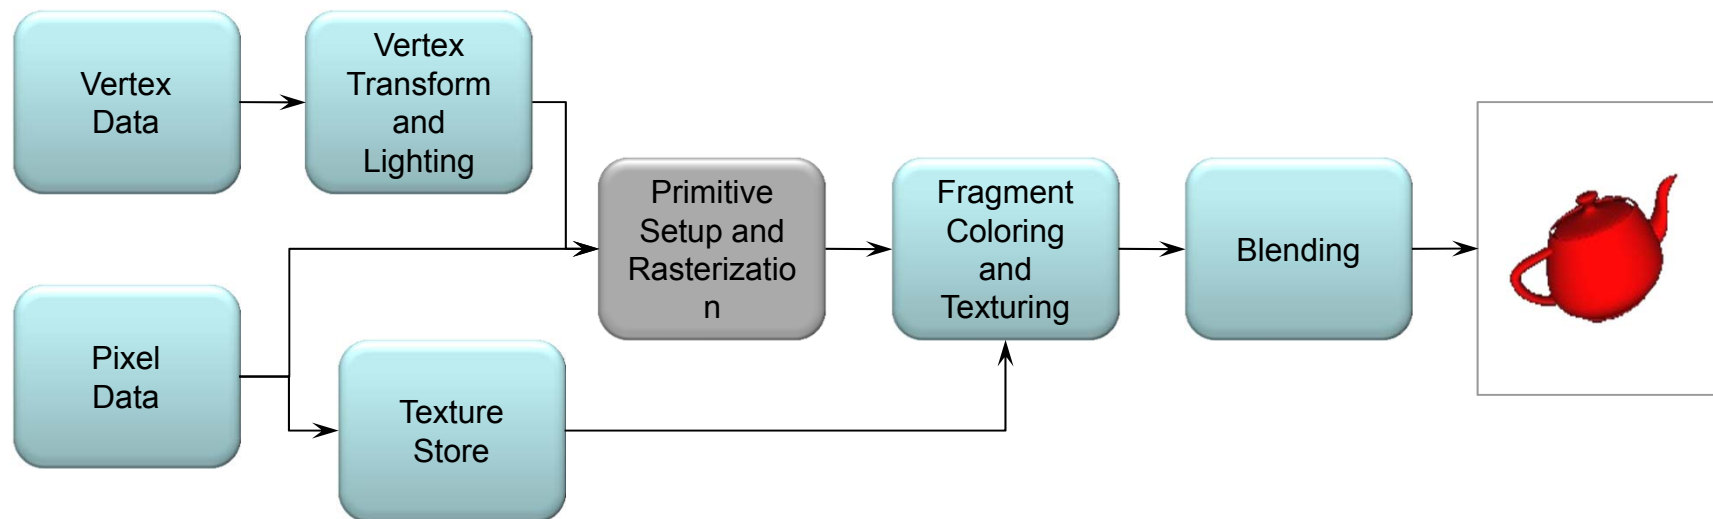 Vertex
Data
Vertex
Transform
and
Lighting
Primitive
Setup and
Rasterizatio
n
Fragment
Coloring
and
Texturing
Blending
Pixel
Data
Texture
Store